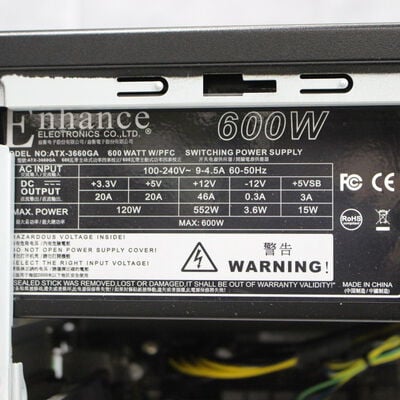 Enhance 600W
ELECTRONICS CO.,LTD.
MODEL NO:ATX-3660GA 600 WATT W/PFC SWITCHING POWER SUPPLY
AC INPUT 100-240V~ 9-4.5A 60-50Hz
DC OUTPUT +3.3V +5V +12V -12V +5VSB
20A 20A 46A 0.3A 3A
MAX. POWER 120W 552W 3.6W 15W
MAX: 600W
RoHS
FC CE
HAZARDOUS VOLTAGE INSIDE!
DO NOT OPEN POWER SUPPLY COVER!
SELECT THE RIGHT INPUT VOLTAGE!
警告
WARNING!
SEALED STICK WAS REMOVED,LOST OR DAMAGED,IT SHALL BE OUT OF WARRANTY VALIDITY!
MADE IN CHINA